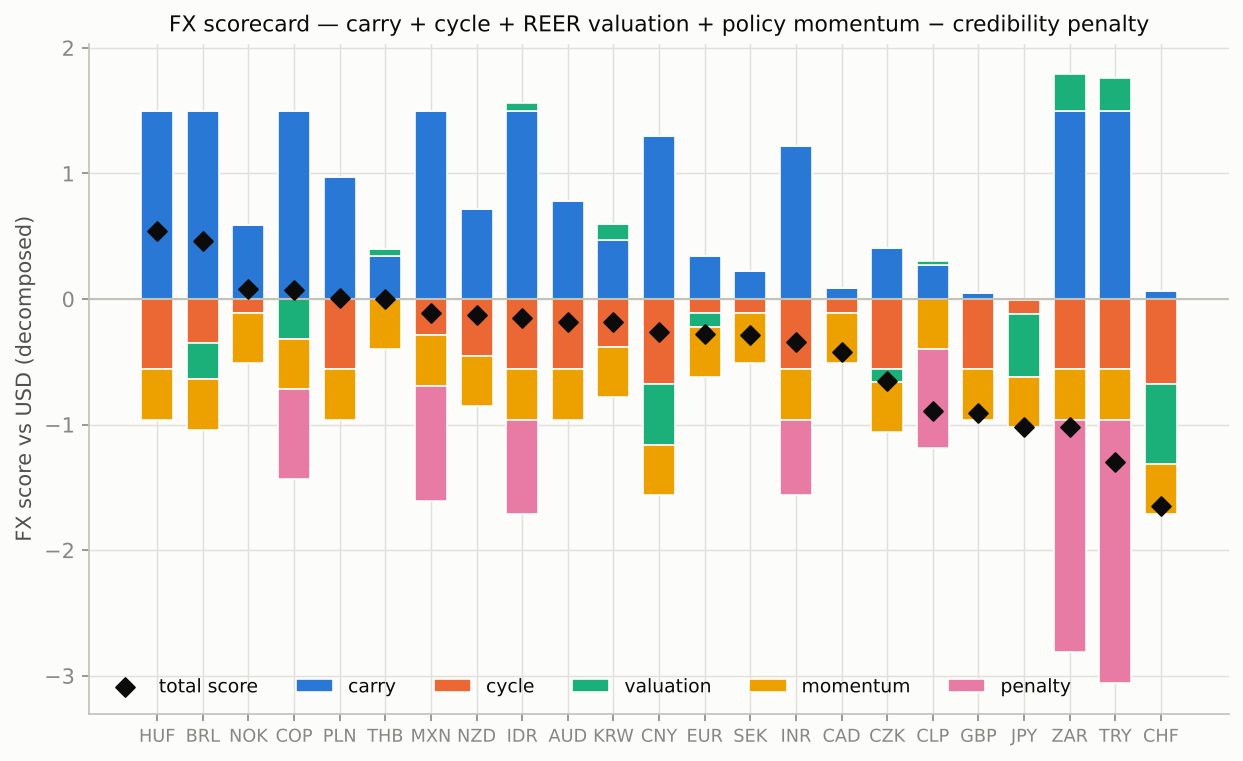 FX scorecard — carry + cycle + REER valuation + policy momentum − credibility penalty
FX score vs USD (decomposed)
2
1
0
−1
−2
−3
total score carry cycle valuation momentum penalty
HUF BRL NOK COP PLN THB MXN NZD IDR AUD KRW CNY EUR SEK INR CAD CZK CLP GBP JPY ZAR TRY CHF